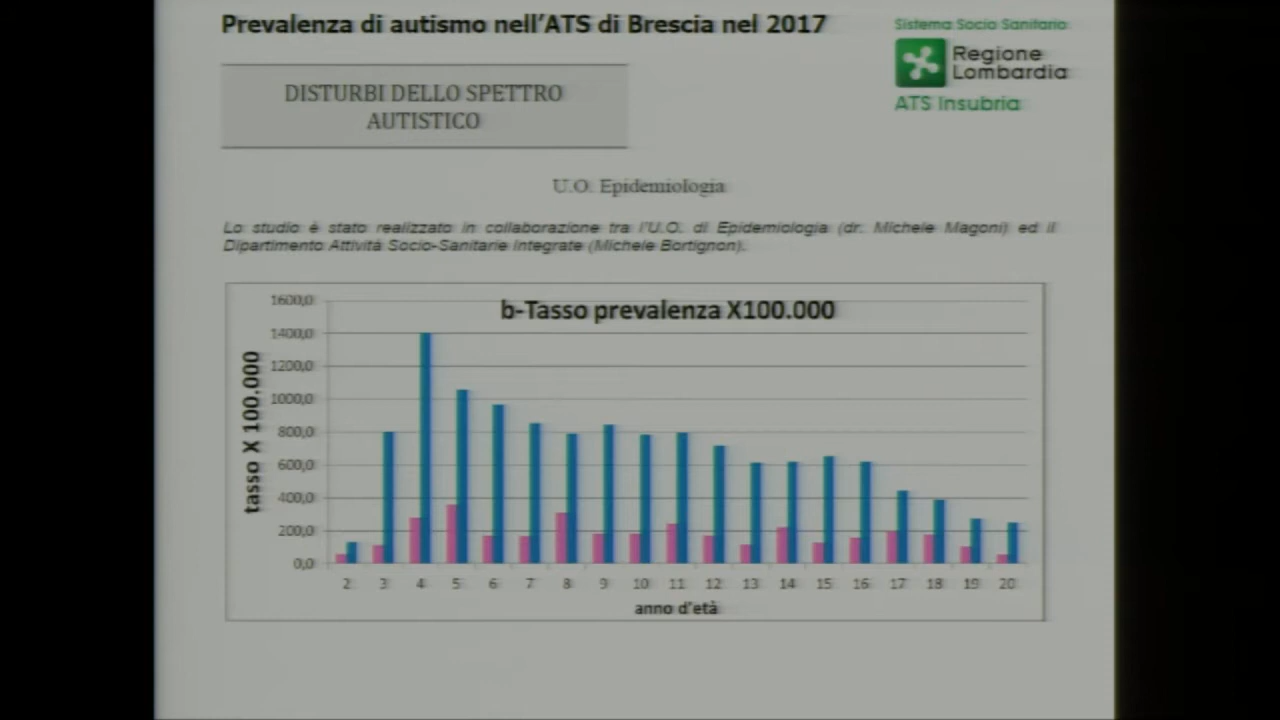 Prevalenza di autismo nell'ATS di Brescia nel 2017
Sistema Socio Sanitario
Regione
Lombardia
ATS Insubria
DISTURBI DELLO SPETTRO
AUTISTICO
U.O. Epidemiologia
Lo studio è stato realizzato in collaborazione tra l'U.O. di Epidemiologia (dr. Michele Magoni) ed il
Dipartimento Attività Socio-Sanitarie Integrate (Michele Bortignon).
b-Tasso prevalenza X100.000
tasso X 100.000
1600,0
1400,0
1200,0
1000,0
800,0
600,0
400,0
200,0
0,0
2 3 4 5 6 7 8 9 10 11 12 13 14 15 16 17 18 19 20
anno d'età